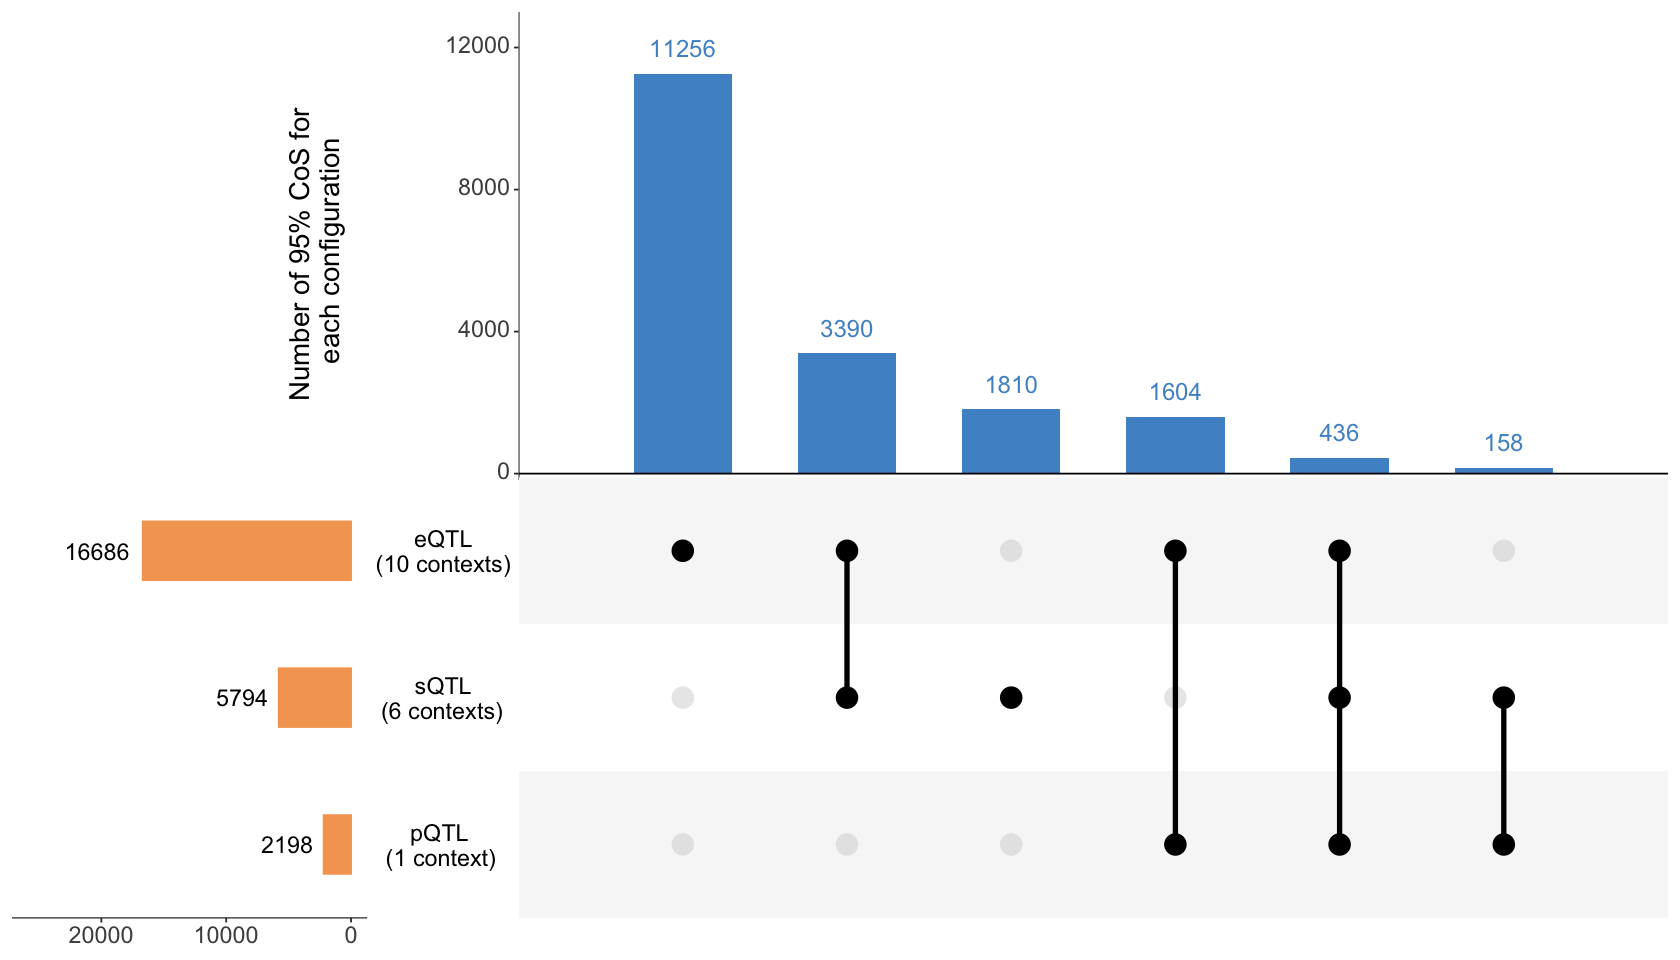 Number of 95% CoS for
each configuration
12000
8000
4000
0
11256
3390
1810
1604
436
158
16686
eQTL
(10 contexts)
5794
sQTL
(6 contexts)
2198
pQTL
(1 context)
20000
10000
0